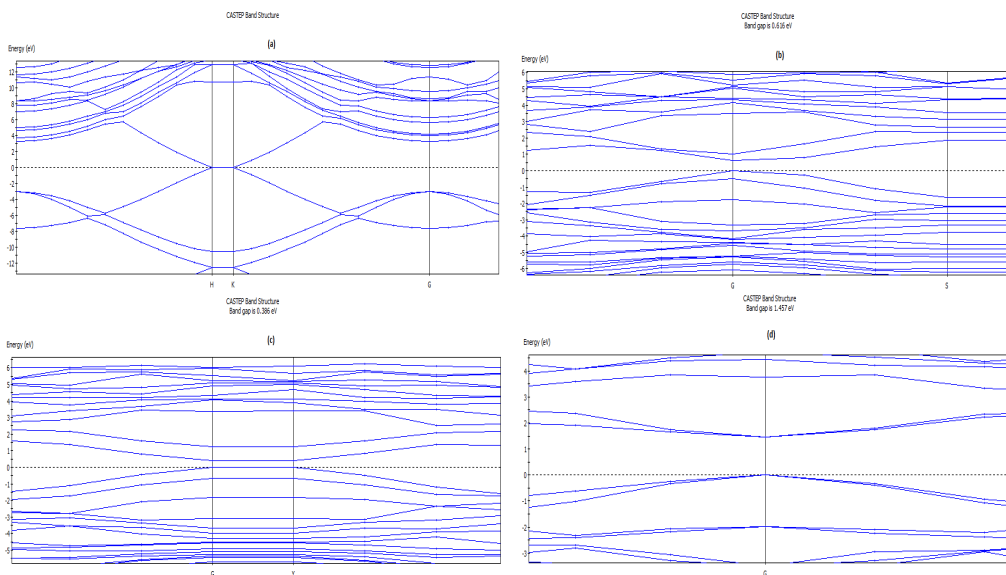 CASTEP Band Structure
(a)
Energy (eV)
12
10
8
6
4
2
0
-2
-4
-6
-8
-10
-12
H K G
CASTEP Band Structure
Band gap is 0.616 eV
(b)
Energy (eV)
6
5
4
3
2
1
0
-1
-2
-3
-4
-5
-6
G S
CASTEP Band Structure
Band gap is 0.386 eV
(c)
Energy (eV)
6
5
4
3
2
1
0
-1
-2
-3
-4
-5
G Y
CASTEP Band Structure
Band gap is 1.457 eV
(d)
Energy (eV)
4
3
2
1
0
-1
-2
-3
G